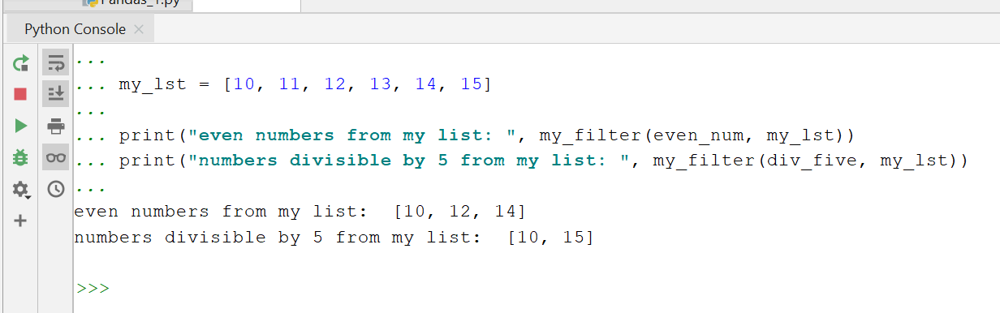 Pandas_1.py
Python Console
...
... my_lst = [10, 11, 12, 13, 14, 15]
...
... print("even numbers from my list: ", my_filter(even_num, my_lst))
... print("numbers divisible by 5 from my list: ", my_filter(div_five, my_lst))
...
even numbers from my list:  [10, 12, 14]
numbers divisible by 5 from my list:  [10, 15]
>>>